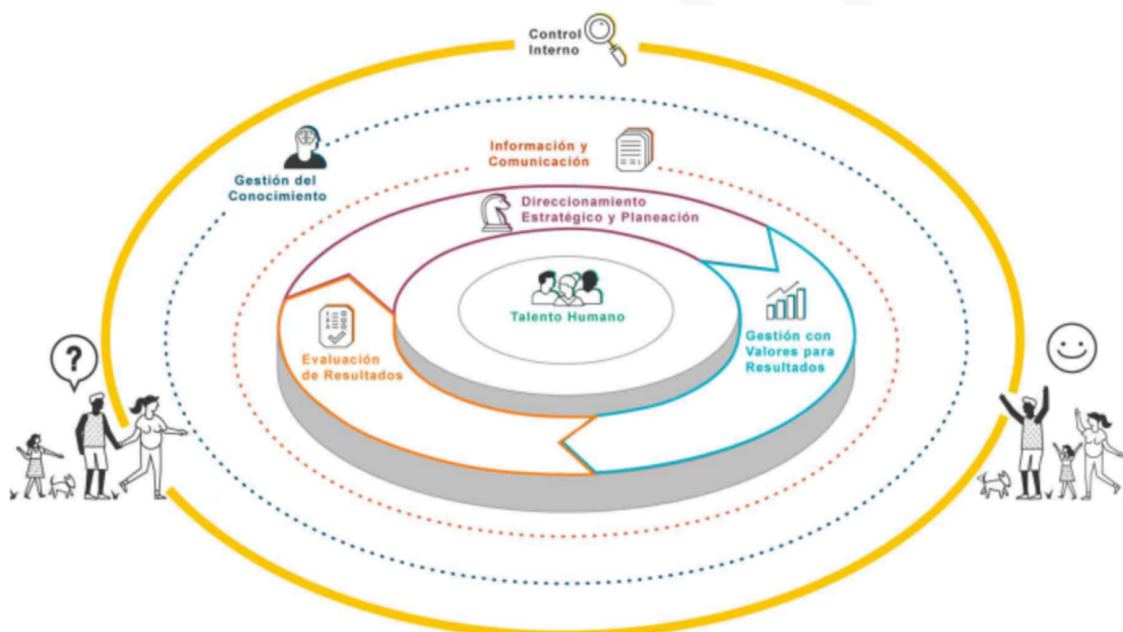 Control
Interno
Gestión del
Conocimiento
Información y
Comunicación
Direccionamiento
Estratégico y Planeación
Talento Humano
Gestión con
Valores para
Resultados
Evaluación
de Resultados
?